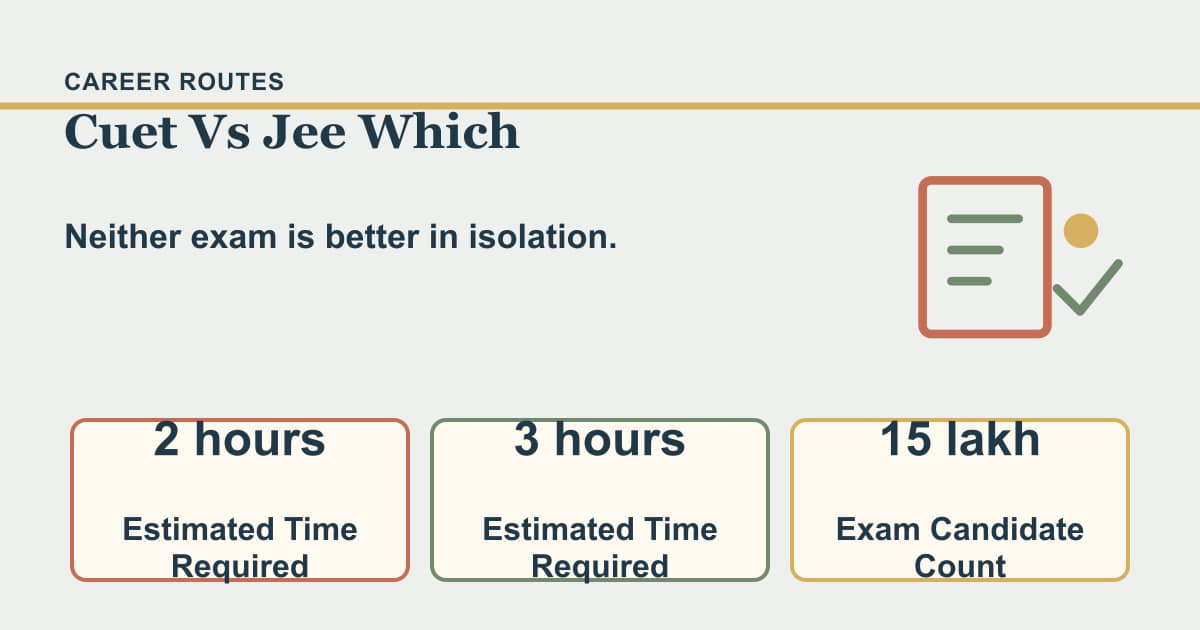 CAREER ROUTES
Cuet Vs Jee Which
Neither exam is better in isolation.
2 hours
Estimated Time
Required
3 hours
Estimated Time
Required
15 lakh
Exam Candidate
Count